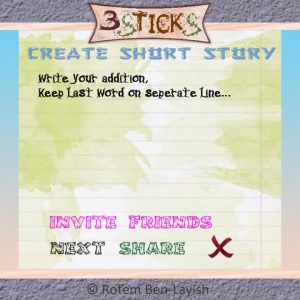 3STICKS
CREATE SHORT STORY
Write your addition,
Keep Last Word on seperate Line...
INVITE FRIENDS
NEXT SHARE X
© Rotem Ben-Lavish